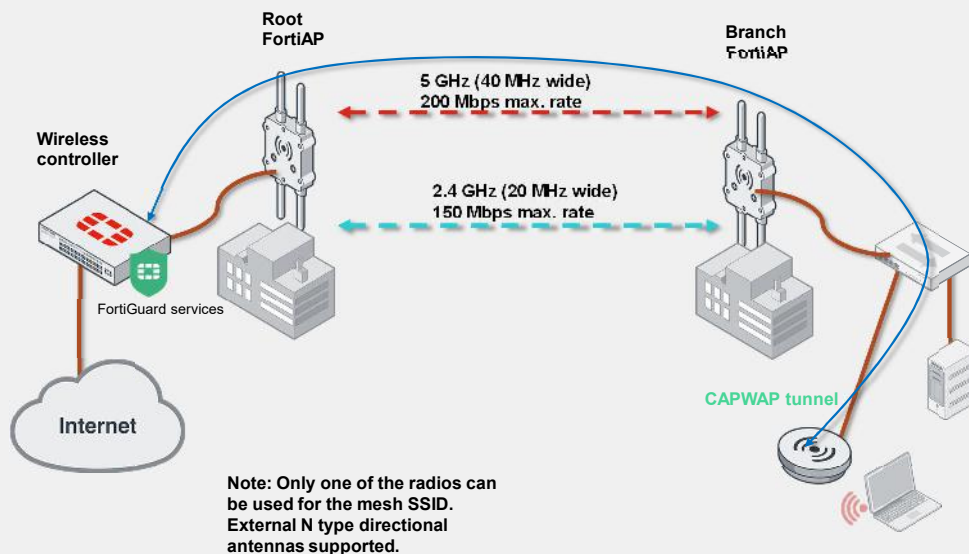 Root
FortiAP
Branch
FortiAP
5 GHz (40 MHz wide)
200 Mbps max. rate
Wireless
controller
2.4 GHz (20 MHz wide)
150 Mbps max. rate
FortiGuard services
CAPWAP tunnel
Internet
Note: Only one of the radios can
be used for the mesh SSID.
External N type directional
antennas supported.